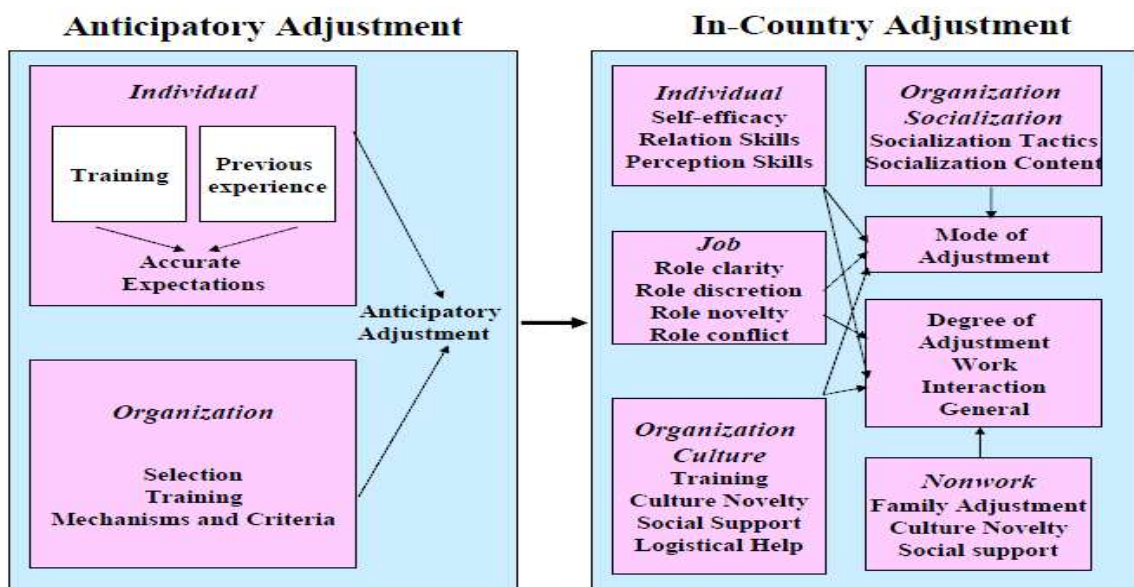 Anticipatory Adjustment
Individual
Training
Previous
experience
Accurate
Expectations
Anticipatory
Adjustment
Organization
Selection
Training
Mechanisms and Criteria
In-Country Adjustment
Individual
Self-efficacy
Relation Skills
Perception Skills
Organization
Socialization
Socialization Tactics
Socialization Content
Job
Role clarity
Role discretion
Role novelty
Role conflict
Mode of
Adjustment
Degree of
Adjustment
Work
Interaction
General
Organization
Culture
Training
Culture Novelty
Social Support
Logistical Help
Nonwork
Family Adjustment
Culture Novelty
Social support